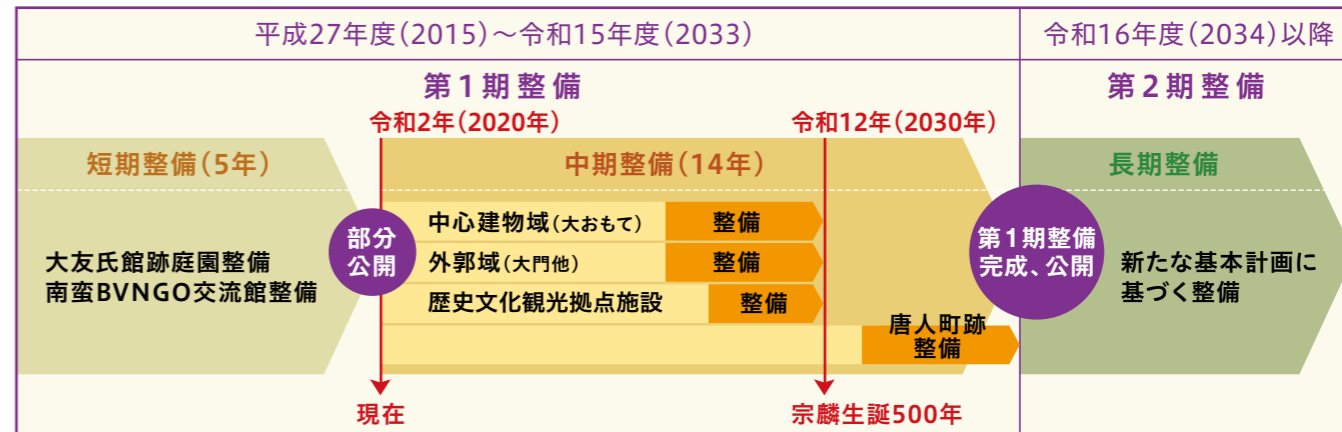 平成27年度(2015)～令和15年度(2033)
令和16年度(2034)以降
第1期整備
第2期整備
令和2年(2020年)
令和12年(2030年)
短期整備(5年)
中期整備(14年)
長期整備
大友氏館跡庭園整備
南蛮BVNGO交流館整備
部分
公開
中心建物域(大おもて)
整備
外郭域(大門他)
整備
歴史文化観光拠点施設
整備
唐人町跡
整備
第1期整備
完成、公開
新たな基本計画に
基づく整備
現在
宗麟生誕500年